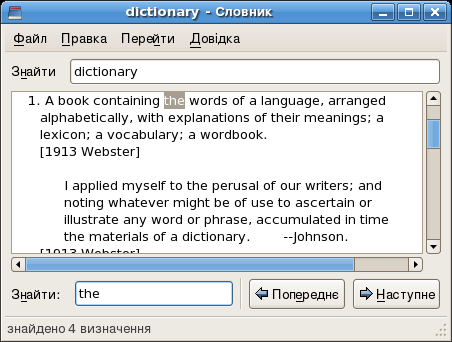 dictionary - Словник
Файл Правка Перейти Довідка
Знайти dictionary
1. A book containing the words of a language, arranged
alphabetically, with explanations of their meanings; a
lexicon; a vocabulary; a wordbook.
[1913 Webster]
I applied myself to the perusal of our writers; and
noting whatever might be of use to ascertain or
illustrate any word or phrase, accumulated in time
the materials of a dictionary. --Johnson.
[1913 Webster]
Знайти: the Попереднє Наступне
знайдено 4 визначення